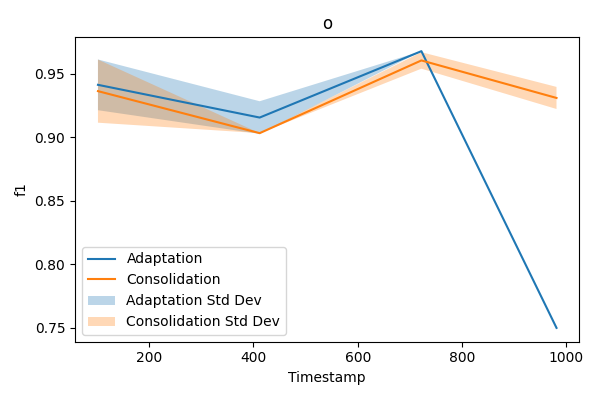 o
f1
0.95
0.90
0.85
0.80
0.75
Adaptation
Consolidation
Adaptation Std Dev
Consolidation Std Dev
200
400
600
800
1000
Timestamp